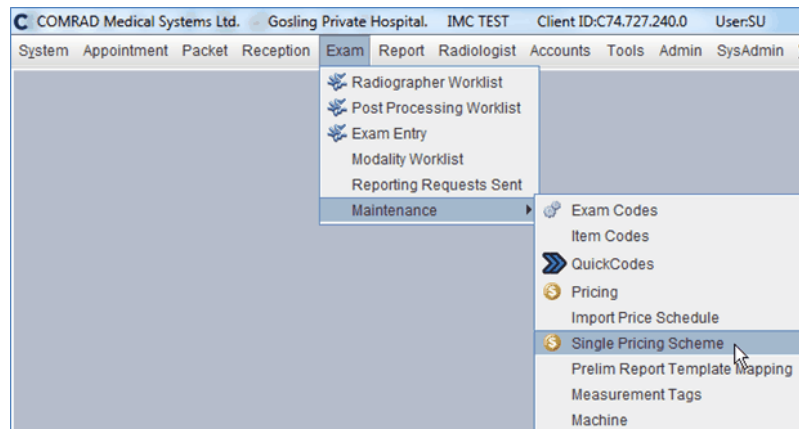 COMRAD Medical Systems Ltd. - Gosling Private Hospital. IMC TEST Client ID:C74.727.240.0 User:SU
System Appointment Packet Reception Exam Report Radiologist Accounts Tools Admin SysAdmin
Radiographer Worklist
Post Processing Worklist
Exam Entry
Modality Worklist
Reporting Requests Sent
Maintenance
Exam Codes
Item Codes
QuickCodes
Pricing
Import Price Schedule
Single Pricing Scheme
Prelim Report Template Mapping
Measurement Tags
Machine